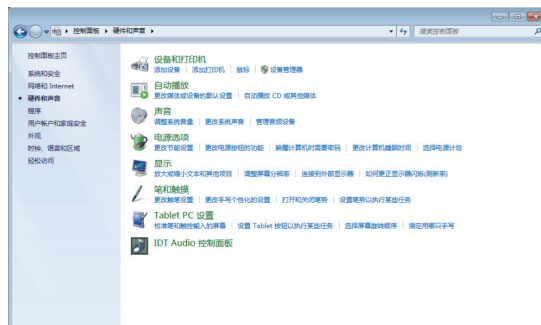 控制面板 ▸ 硬件和声音 ▸
搜索控制面板
控制面板主页
系统和安全
网络和 Internet
硬件和声音
程序
用户帐户和家庭安全
外观
时钟、语言和区域
轻松访问
设备和打印机
添加设备 | 添加打印机 | 鼠标 | 设备管理器
自动播放
更改媒体或设备的默认设置 | 自动播放 CD 或其他媒体
声音
调整系统音量 | 更改系统声音 | 管理音频设备
电源选项
更改节能设置 | 更改电源按钮的功能 | 唤醒计算机时需要密码 | 更改计算机睡眠时间 | 选择电源计划
显示
放大或缩小文本和其他项目 | 调整屏幕分辨率 | 连接到外部显示器 | 如何更正显示器闪烁(刷新率)
笔和触摸
更改触笔设置 | 更改手写个性化的设置 | 打开和关闭笔势 | 设置笔势以执行某些任务
Tablet PC 设置
校准笔和触控输入的屏幕 | 设置 Tablet 按钮以执行某些任务 | 选择屏幕旋转顺序 | 指定用哪只手写
IDT Audio 控制面板